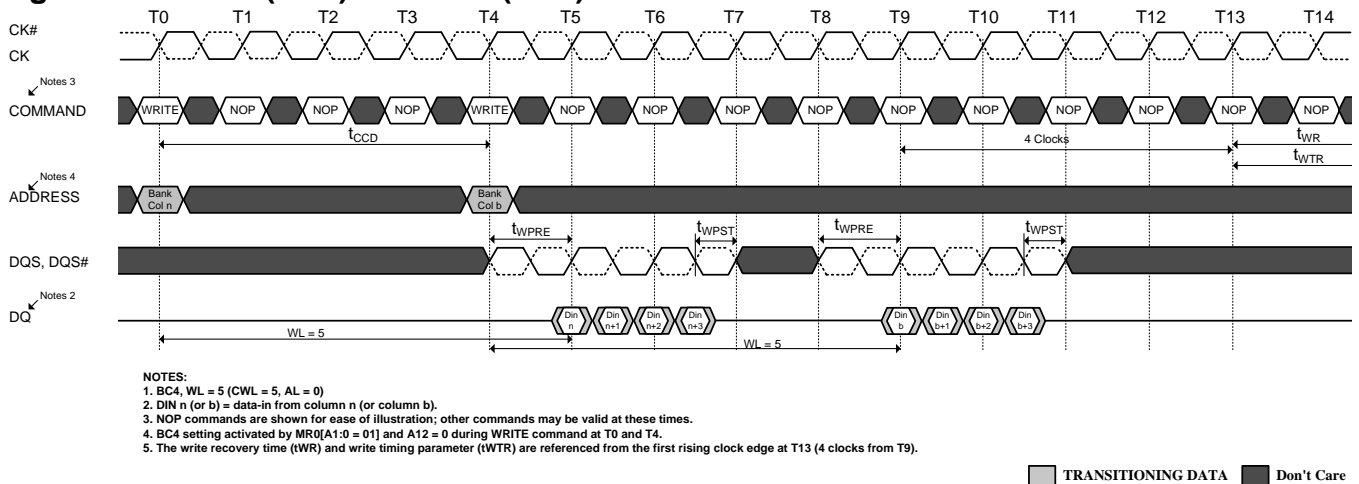 T0 T1 T2 T3 T4 T5 T6 T7 T8 T9 T10 T11 T12 T13 T14
CK#
CK
Notes 3
COMMAND
WRITE NOP NOP NOP WRITE NOP NOP NOP NOP NOP NOP NOP NOP NOP NOP
tCCD
4 Clocks
tWR
tWTR
Notes 4
ADDRESS
Bank Col n
Bank Col b
tWPRE tWPST tWPRE tWPST
DQS, DQS#
Notes 2
DQ
Din n
Din n+1
Din n+2
Din n+3
Din b
Din b+1
Din b+2
Din b+3
WL = 5
WL = 5
NOTES:
1. BC4, WL = 5 (CWL = 5, AL = 0)
2. DIN n (or b) = data-in from column n (or column b).
3. NOP commands are shown for ease of illustration; other commands may be valid at these times.
4. BC4 setting activated by MR0[A1:0 = 01] and A12 = 0 during WRITE command at T0 and T4.
5. The write recovery time (tWR) and write timing parameter (tWTR) are referenced from the first rising clock edge at T13 (4 clocks from T9).
TRANSITIONING DATA Don't Care